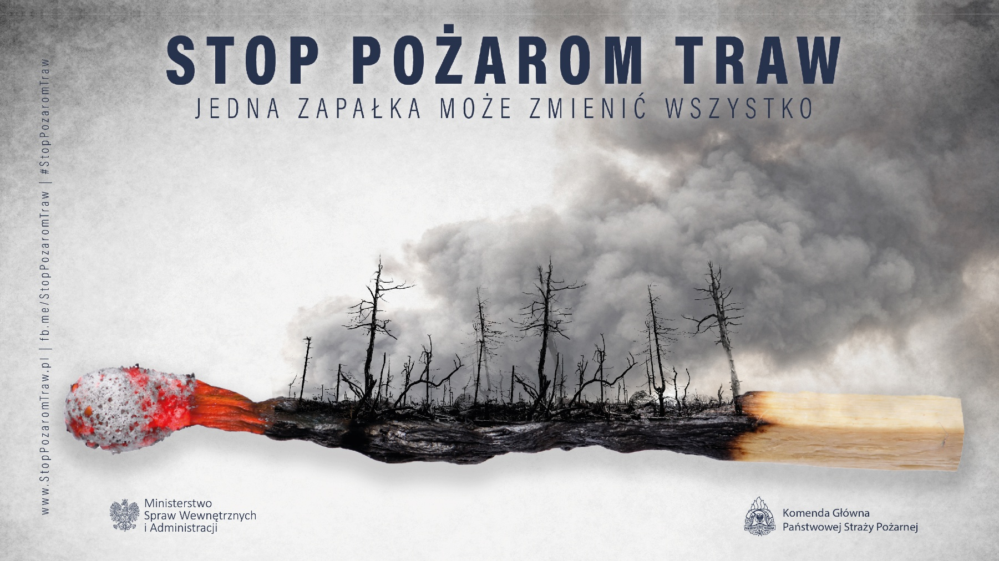 STOP POŻAROM TRAW
JEDNA ZAPAŁKA MOŻE ZMIENIĆ WSZYSTKO
www.StopPozaromTraw.pl | fb.me/StopPozaromTraw | #StopPozaromTraw
Ministerstwo
Spraw Wewnętrznych
i Administracji
Komenda Główna
Państwowej Straży Pożarnej